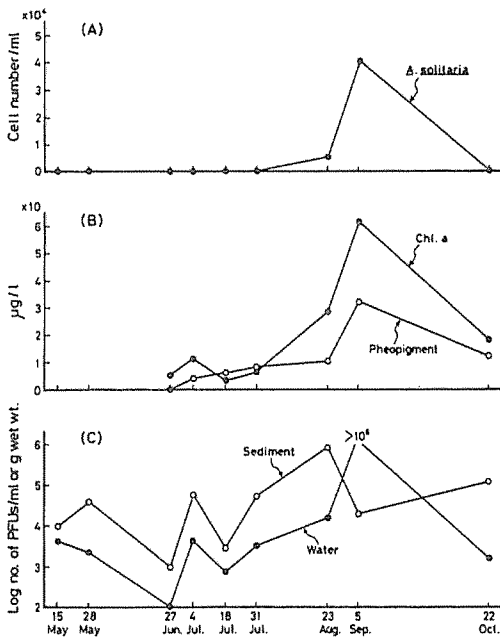 ×10⁴
(A)
Cell number/ml
5
4
3
2
1
0
A. solitaria
×10
(B)
µg/l
6
5
4
3
2
1
0
Chl. a
Pheopigment
(C)
Log no. of PFUs/ml or g wet wt.
6
5
4
3
2
>10⁶
Sediment
Water
15 28 27 4 18 31 23 5 22
May May Jun. Jul. Jul. Jul. Aug. Sep. Oct.